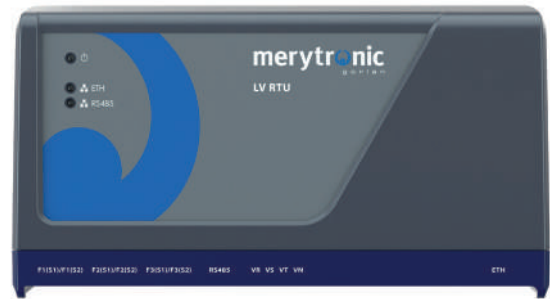 merytronic
gorlan
LV RTU
ETH
RS485
F1(S1)/F1(S2) F2(S1)/F2(S2) F3(S1)/F3(S2) RS485 VR VS VT VN ETH